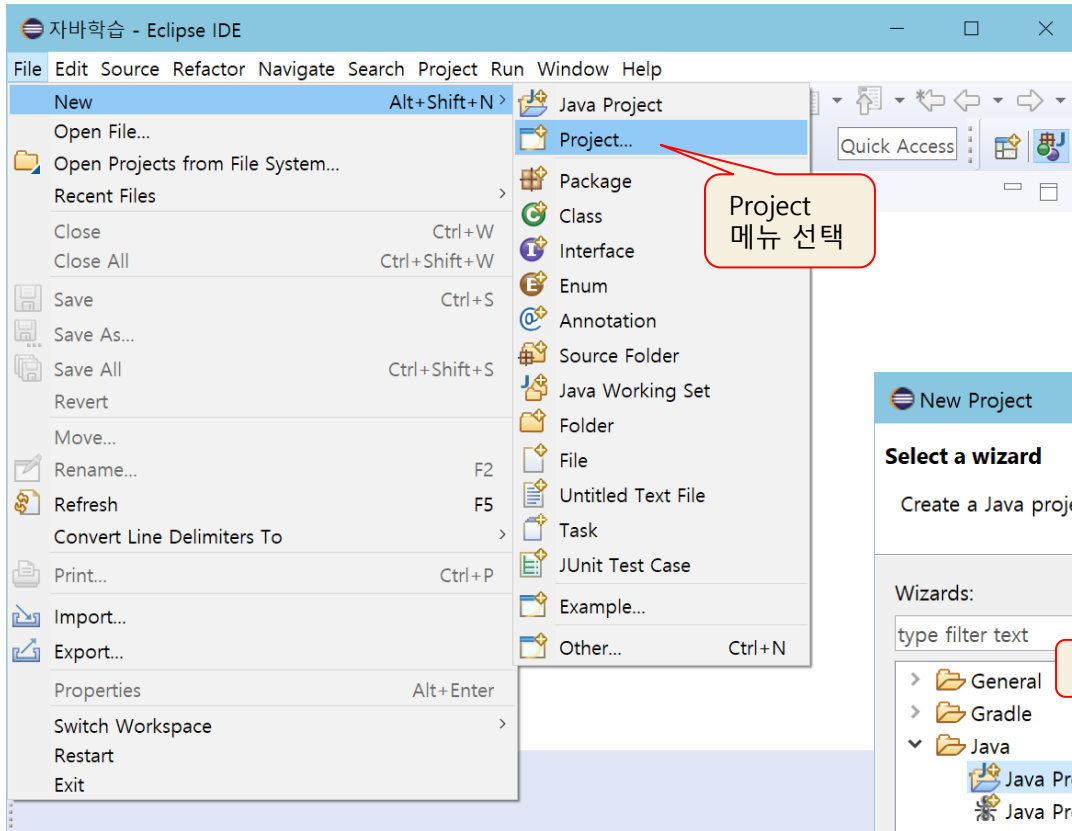 자바학습 - Eclipse IDE
File Edit Source Refactor Navigate Search Project Run Window Help
New Alt+Shift+N
Open File...
Open Projects from File System...
Recent Files
Close Ctrl+W
Close All Ctrl+Shift+W
Save Ctrl+S
Save As...
Save All Ctrl+Shift+S
Revert
Move...
Rename... F2
Refresh F5
Convert Line Delimiters To
Print... Ctrl+P
Import...
Export...
Properties Alt+Enter
Switch Workspace
Restart
Exit
Java Project
Project...
Package
Class
Interface
Enum
Annotation
Source Folder
Java Working Set
Folder
File
Untitled Text File
Task
JUnit Test Case
Example...
Other... Ctrl+N
Quick Access
Project
메뉴 선택
New Project
Select a wizard
Create a Java
Wizards:
type filter text
General
Gradle
Java
Java
Java